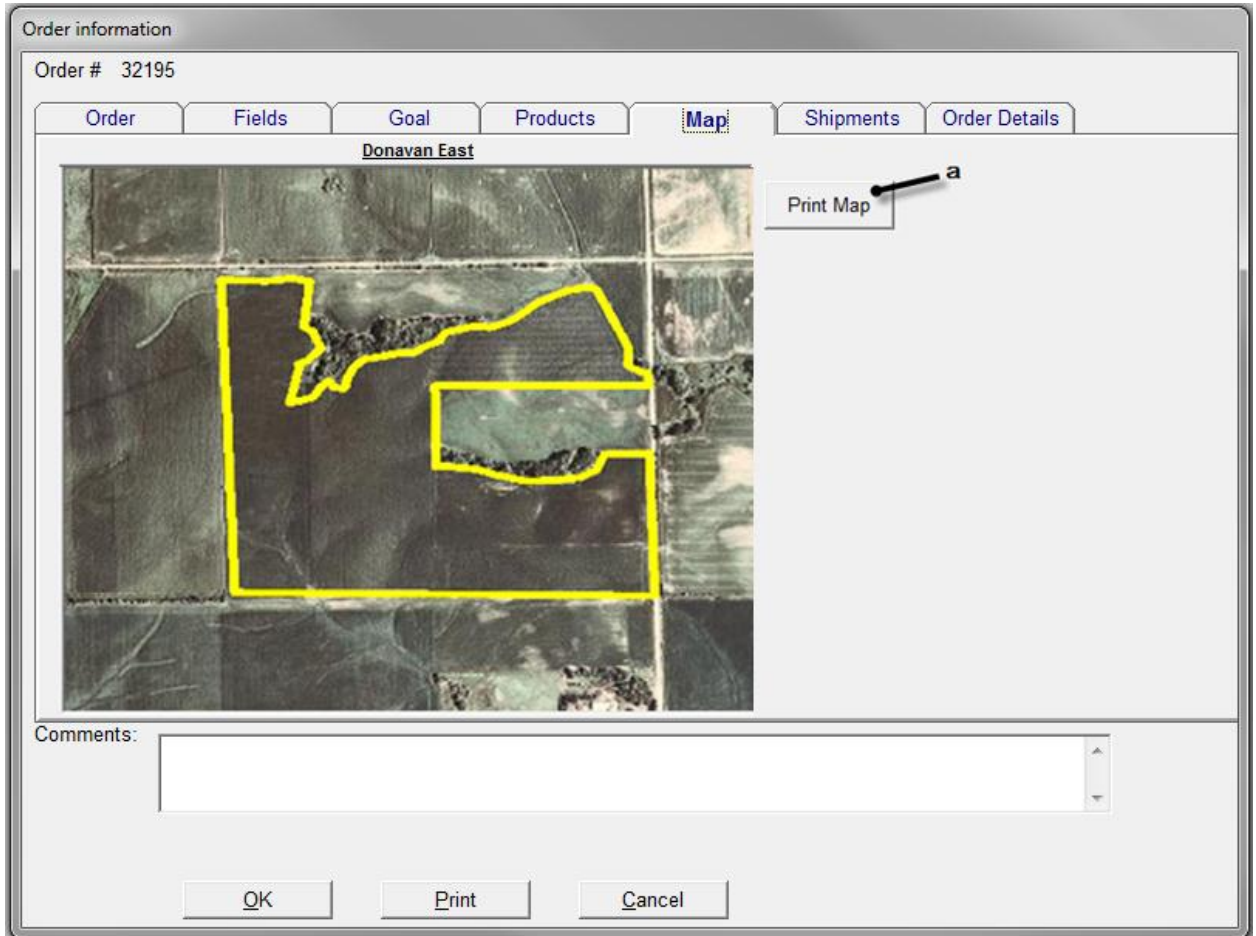 Order information
Order # 32195
Order Fields Goal Products Map Shipments Order Details
Donavan East
Print Map
a
Comments:
OK Print Cancel